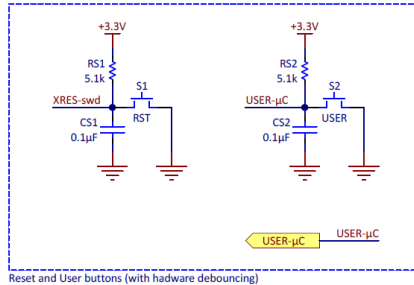 +3.3V
+3.3V
RS1
5.1k
RS2
5.1k
XRES-swd
S1
RST
USER-µC
S2
USER
CS1
0.1µF
CS2
0.1µF
USER-µC
USER-µC
Reset and User buttons (with hadware debouncing)